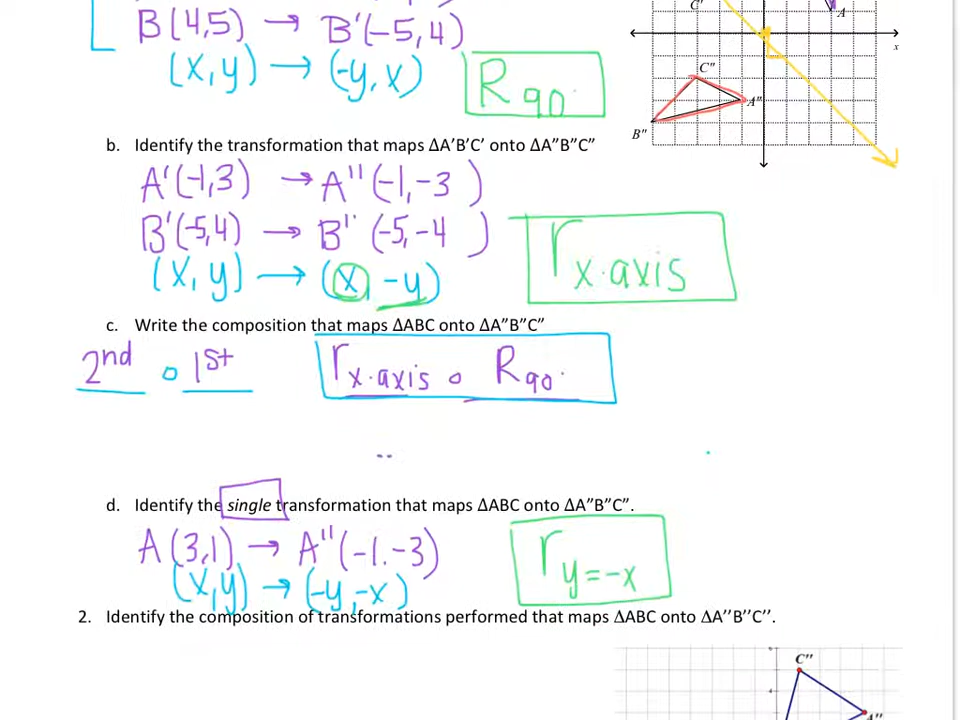 B(4,5) → B'(-5,4)
(x,y) → (-y,x)
R90°
C'
A
x
C"
A"
B"
b. Identify the transformation that maps ΔA'B'C' onto ΔA"B"C"
A'(-1,3) → A"(-1,-3)
B'(-5,4) → B"(-5,-4)
(x,y) → (x,-y)
r x-axis
c. Write the composition that maps ΔABC onto ΔA"B"C"
2nd ∘ 1st
r x-axis ∘ R90°
d. Identify the single transformation that maps ΔABC onto ΔA"B"C".
A(3,1) → A"(-1,-3)
(x,y) → (-y,-x)
r y=-x
2. Identify the composition of transformations performed that maps ΔABC onto ΔA''B''C''.
C"
A"